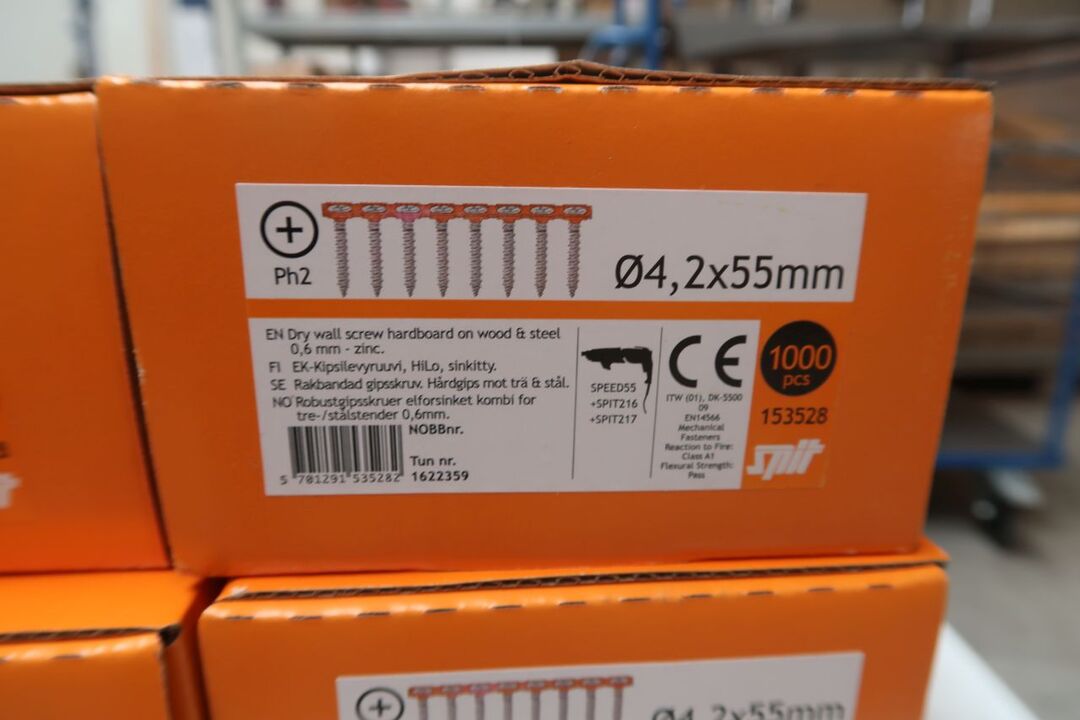 Ph2
Ø4,2x55mm
EN Dry wall screw hardboard on wood & steel
0,6 mm - zinc.
FI EK-Kipsilevyruuvi, HiLo, sinkitty.
SE Rakbandad gipsskruv. Hårdgips mot trä & stål.
NO Robustgipsskruer elforsinket kombi for
tre-/stålstender 0,6mm.
NOBBnr.
Tun nr.
1622359
5 701291 535282
SPEED55
+SPIT216
+SPIT217
CE
ITW (01), DK-5500
09
EN14566
Mechanical
Fasteners
Reaction to Fire:
Class A1
Flexural Strength:
Pass
1000
pcs
153528
spit
Ø4,2x55mm